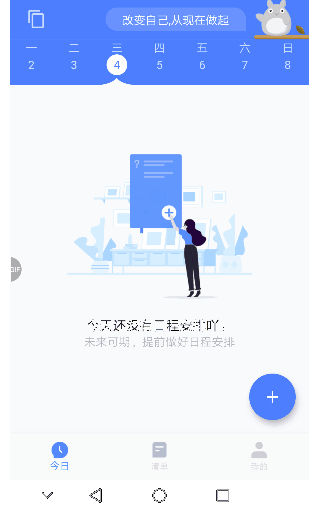 改变自己,从现在做起
一 二 三 四 五 六 日
2 3 4 5 6 7 8
?
GIF
今天还没有日程安排吖,
未来可期，提前做好日程安排
今日 清单 我的